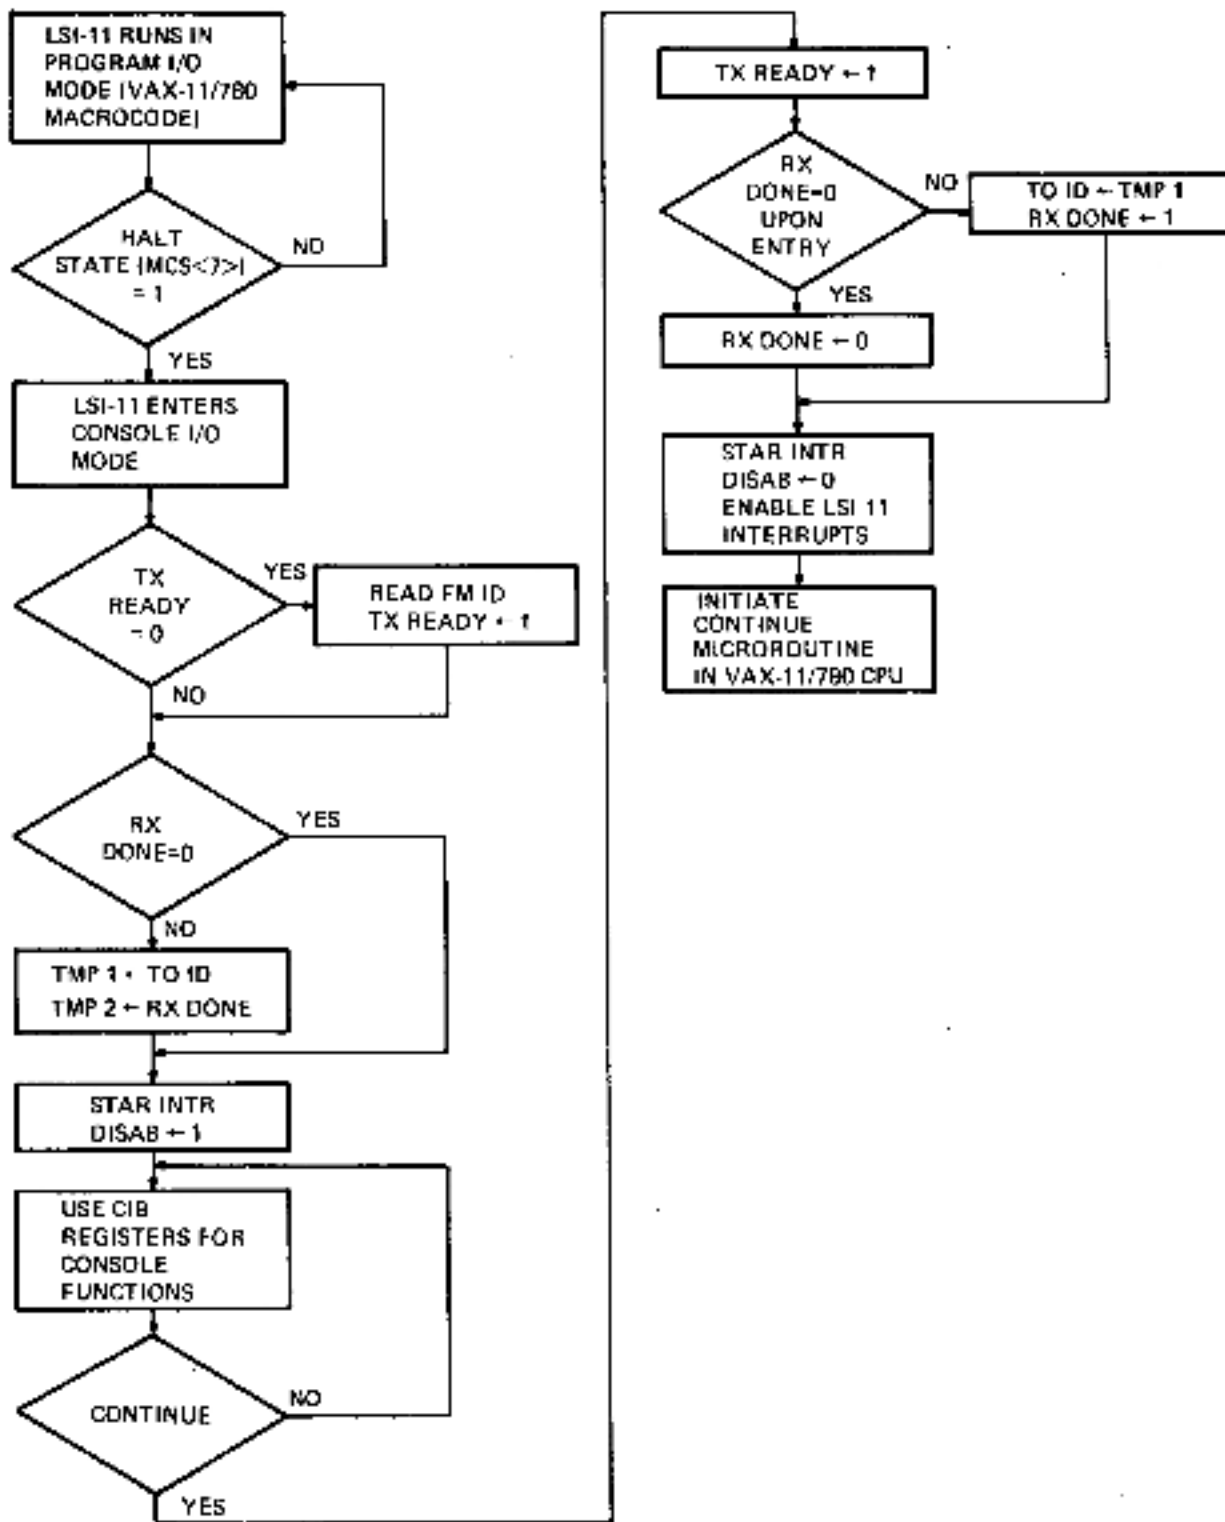 LSI-11 RUNS IN
PROGRAM I/O
MODE (VAX-11/780
MACROCODE)
HALT
STATE (MCS<7>)
= 1
NO
YES
LSI-11 ENTERS
CONSOLE I/O
MODE
TX
READY
= 0
YES
READ FM ID
TX READY ← 1
NO
RX
DONE=0
YES
NO
TMP 1 ← TO ID
TMP 2 ← RX DONE
STAR INTR
DISAB ← 1
USE CIB
REGISTERS FOR
CONSOLE
FUNCTIONS
CONTINUE
NO
YES
TX READY ← 1
RX
DONE=0
UPON
ENTRY
NO
TO ID ← TMP 1
RX DONE ← 1
YES
RX DONE ← 0
STAR INTR
DISAB ← 0
ENABLE LSI 11
INTERRUPTS
INITIATE
CONTINUE
MICROROUTINE
IN VAX-11/780 CPU